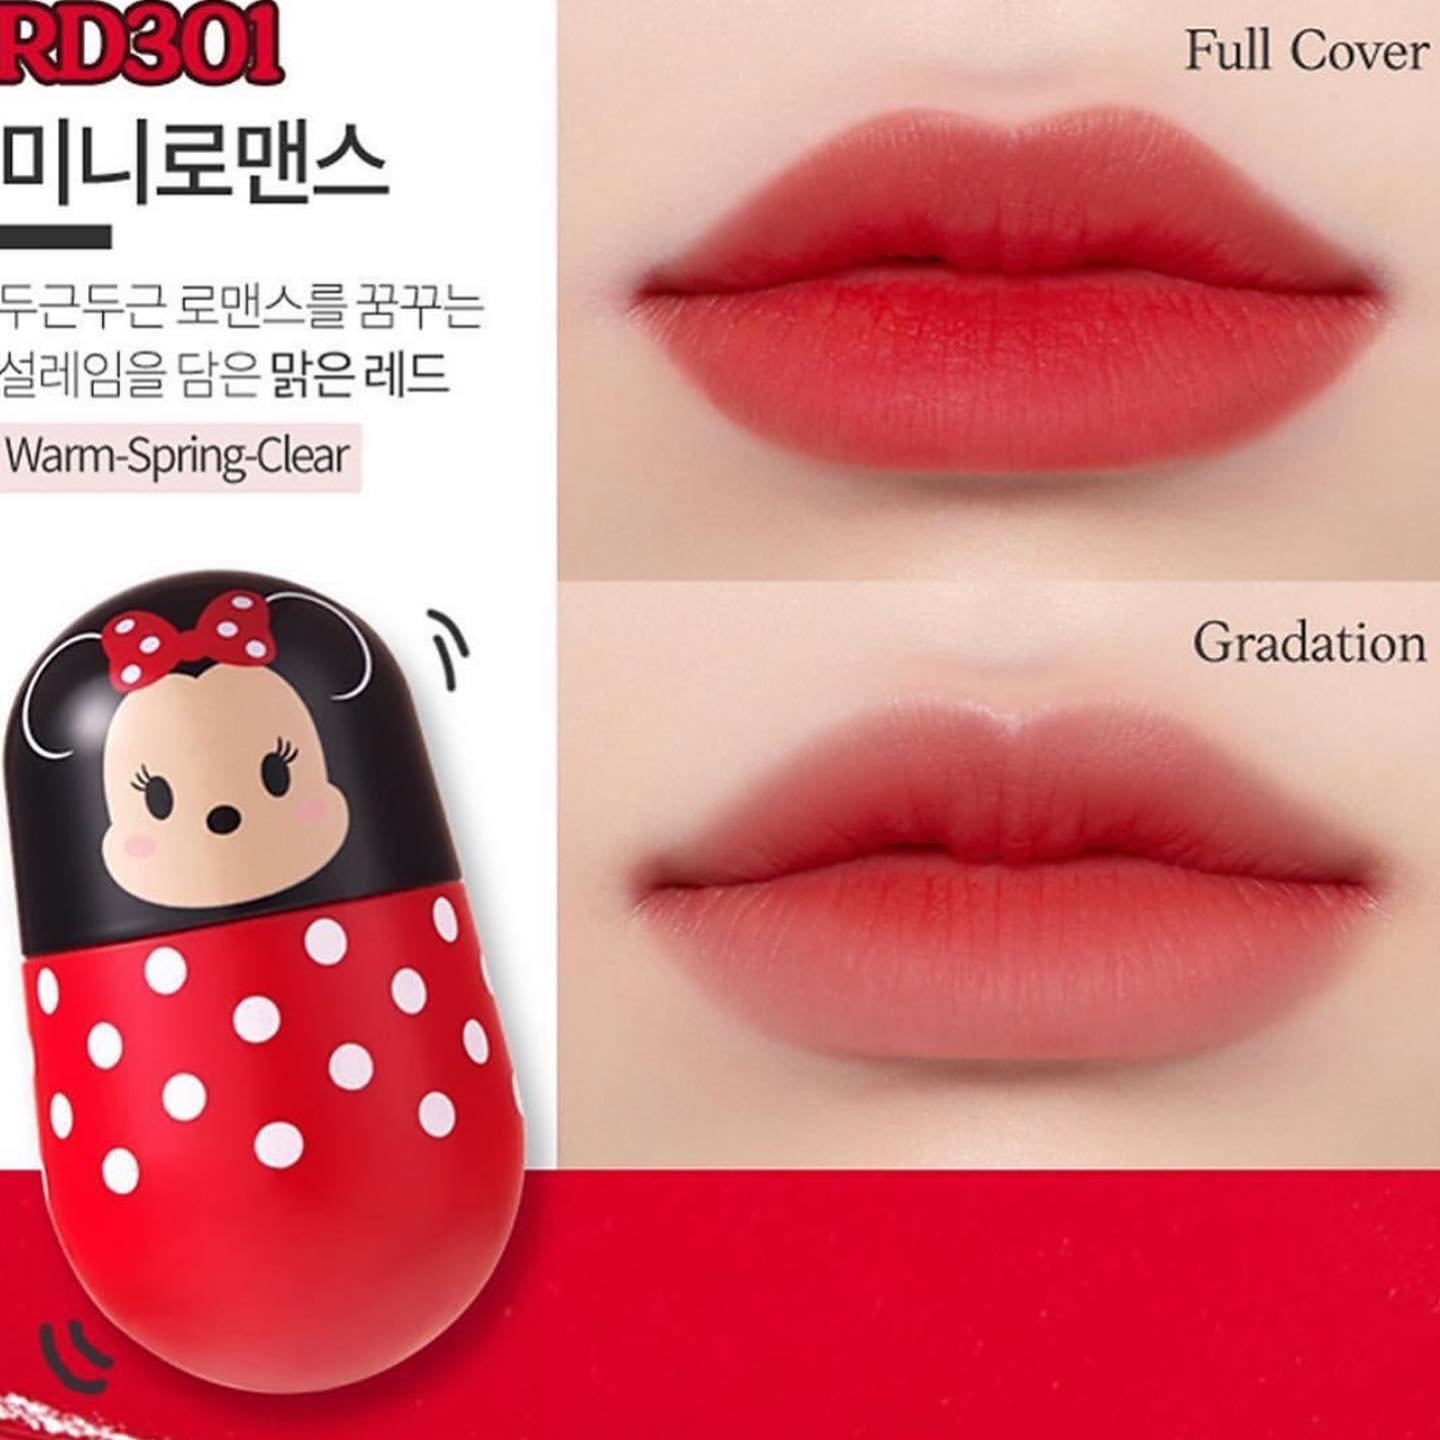 RD301
미니로맨스
두근두근 로맨스를 꿈꾸는
설레임을 담은 맑은 레드
Warm-Spring-Clear
Full Cover
Gradation